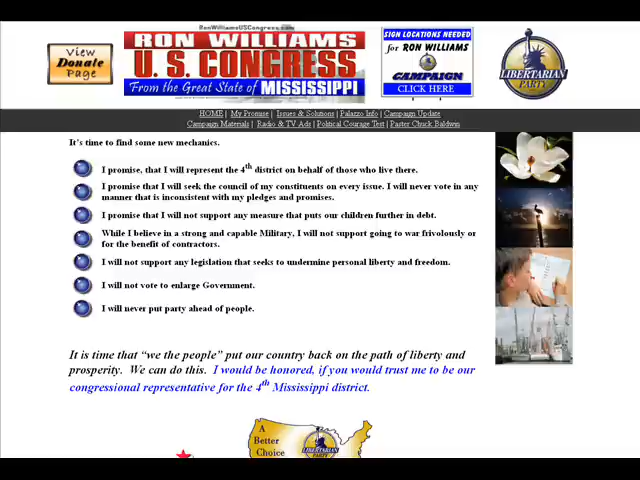 RonWilliamsUSCongress.com
View
Donate
Page
RON WILLIAMS
U.S. CONGRESS
From the Great State of MISSISSIPPI
SIGN LOCATIONS NEEDED
for RON WILLIAMS
CAMPAIGN
CLICK HERE
LIBERTARIAN
PARTY
HOME | My Promise | Issues & Solutions | Palazzo Info | Campaign Update
Campaign Materials | Radio & TV Ads | Political Courage Test | Pastor Chuck Baldwin
It's time to find some new mechanics.
I promise, that I will represent the 4th district on behalf of those who live there.
I promise that I will seek the council of my constituents on every issue. I will never vote in any
manner that is inconsistent with my pledges and promises.
I promise that I will not support any measure that puts our children further in debt.
While I believe in a strong and capable Military, I will not support going to war frivolously or
for the benefit of contractors.
I will not support any legislation that seeks to undermine personal liberty and freedom.
I will not vote to enlarge Government.
I will never put party ahead of people.
It is time that “we the people” put our country back on the path of liberty and
prosperity. We can do this. I would be honored, if you would trust me to be our
congressional representative for the 4th Mississippi district.
A
Better
Choice
LIBERTARIAN